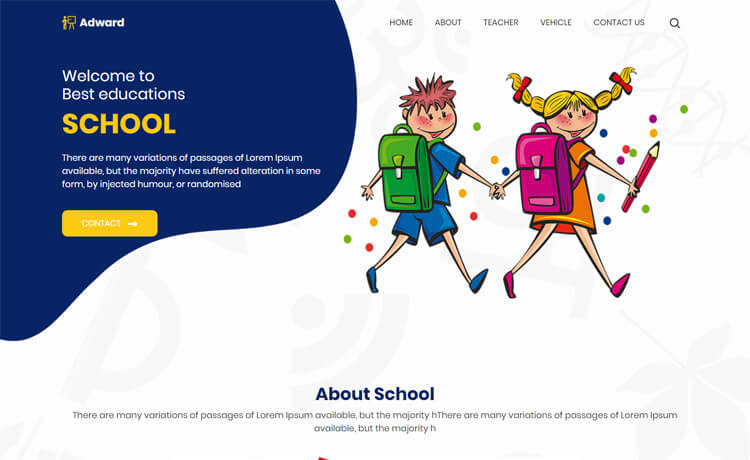 Adward
HOME ABOUT TEACHER VEHICLE CONTACT US
Welcome to
Best educations
SCHOOL
There are many variations of passages of Lorem Ipsum
available, but the majority have suffered alteration in some
form, by injected humour, or randomised
CONTACT
About School
There are many variations of passages of Lorem Ipsum available, but the majority hThere are many variations of passages of Lorem Ipsum
available, but the majority h